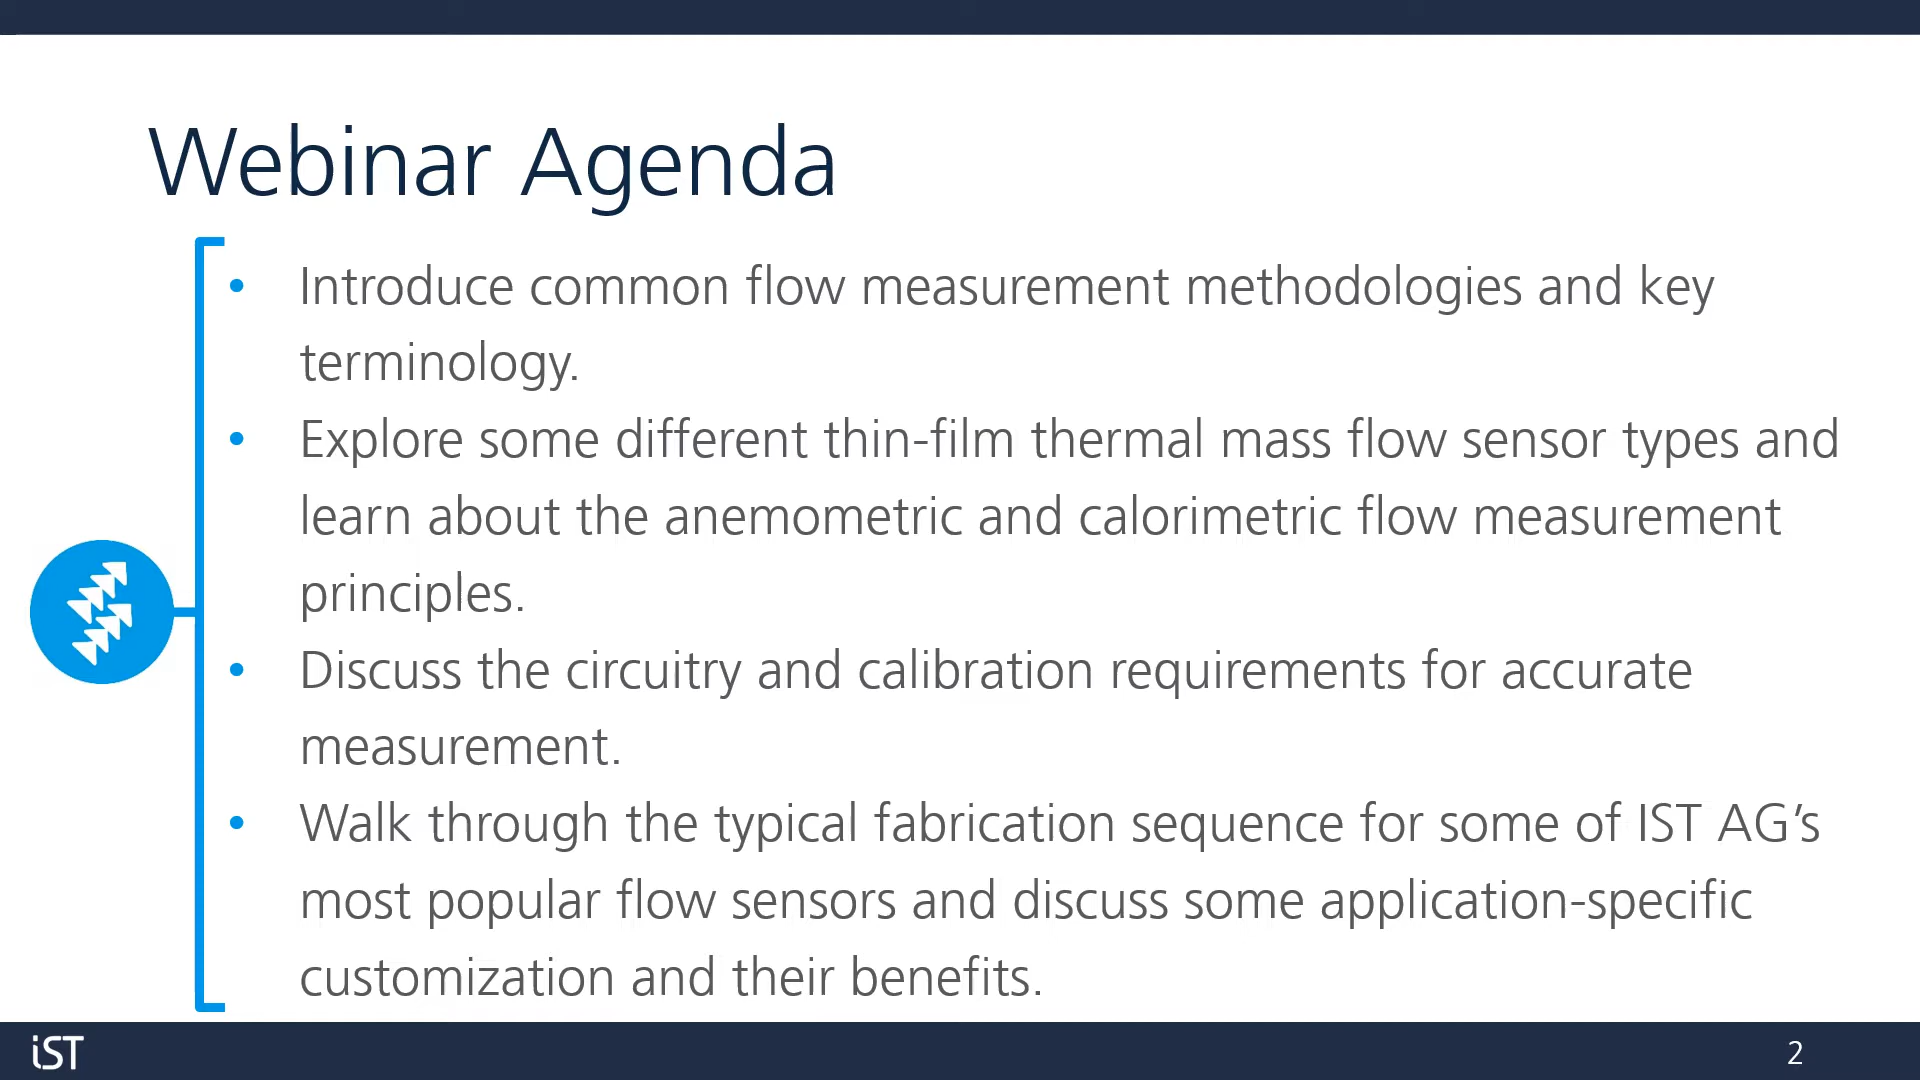 Webinar Agenda
• Introduce common flow measurement methodologies and key
terminology.
• Explore some different thin-film thermal mass flow sensor types and
learn about the anemometric and calorimetric flow measurement
principles.
• Discuss the circuitry and calibration requirements for accurate
measurement.
• Walk through the typical fabrication sequence for some of IST AG’s
most popular flow sensors and discuss some application-specific
customization and their benefits.
iST
2